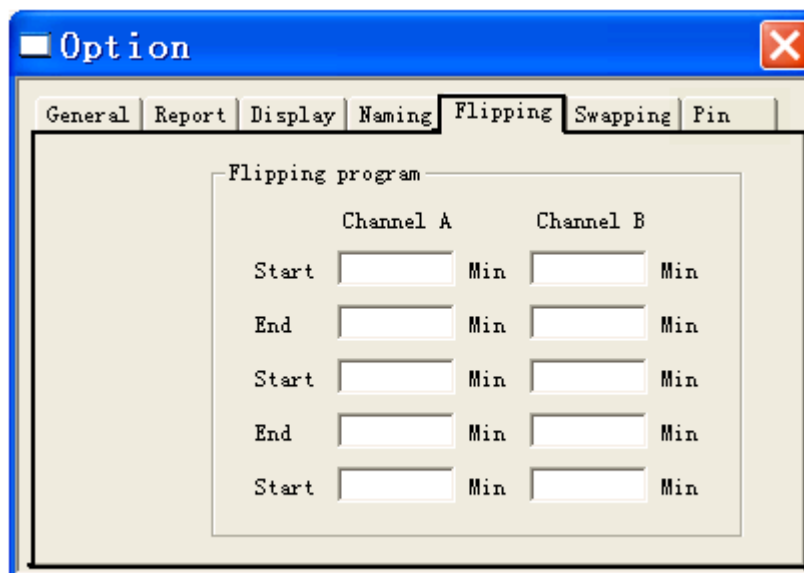 Option
General Report Display Naming Flipping Swapping Pin
Flipping program
Channel A Channel B
Start Min Min
End Min Min
Start Min Min
End Min Min
Start Min Min